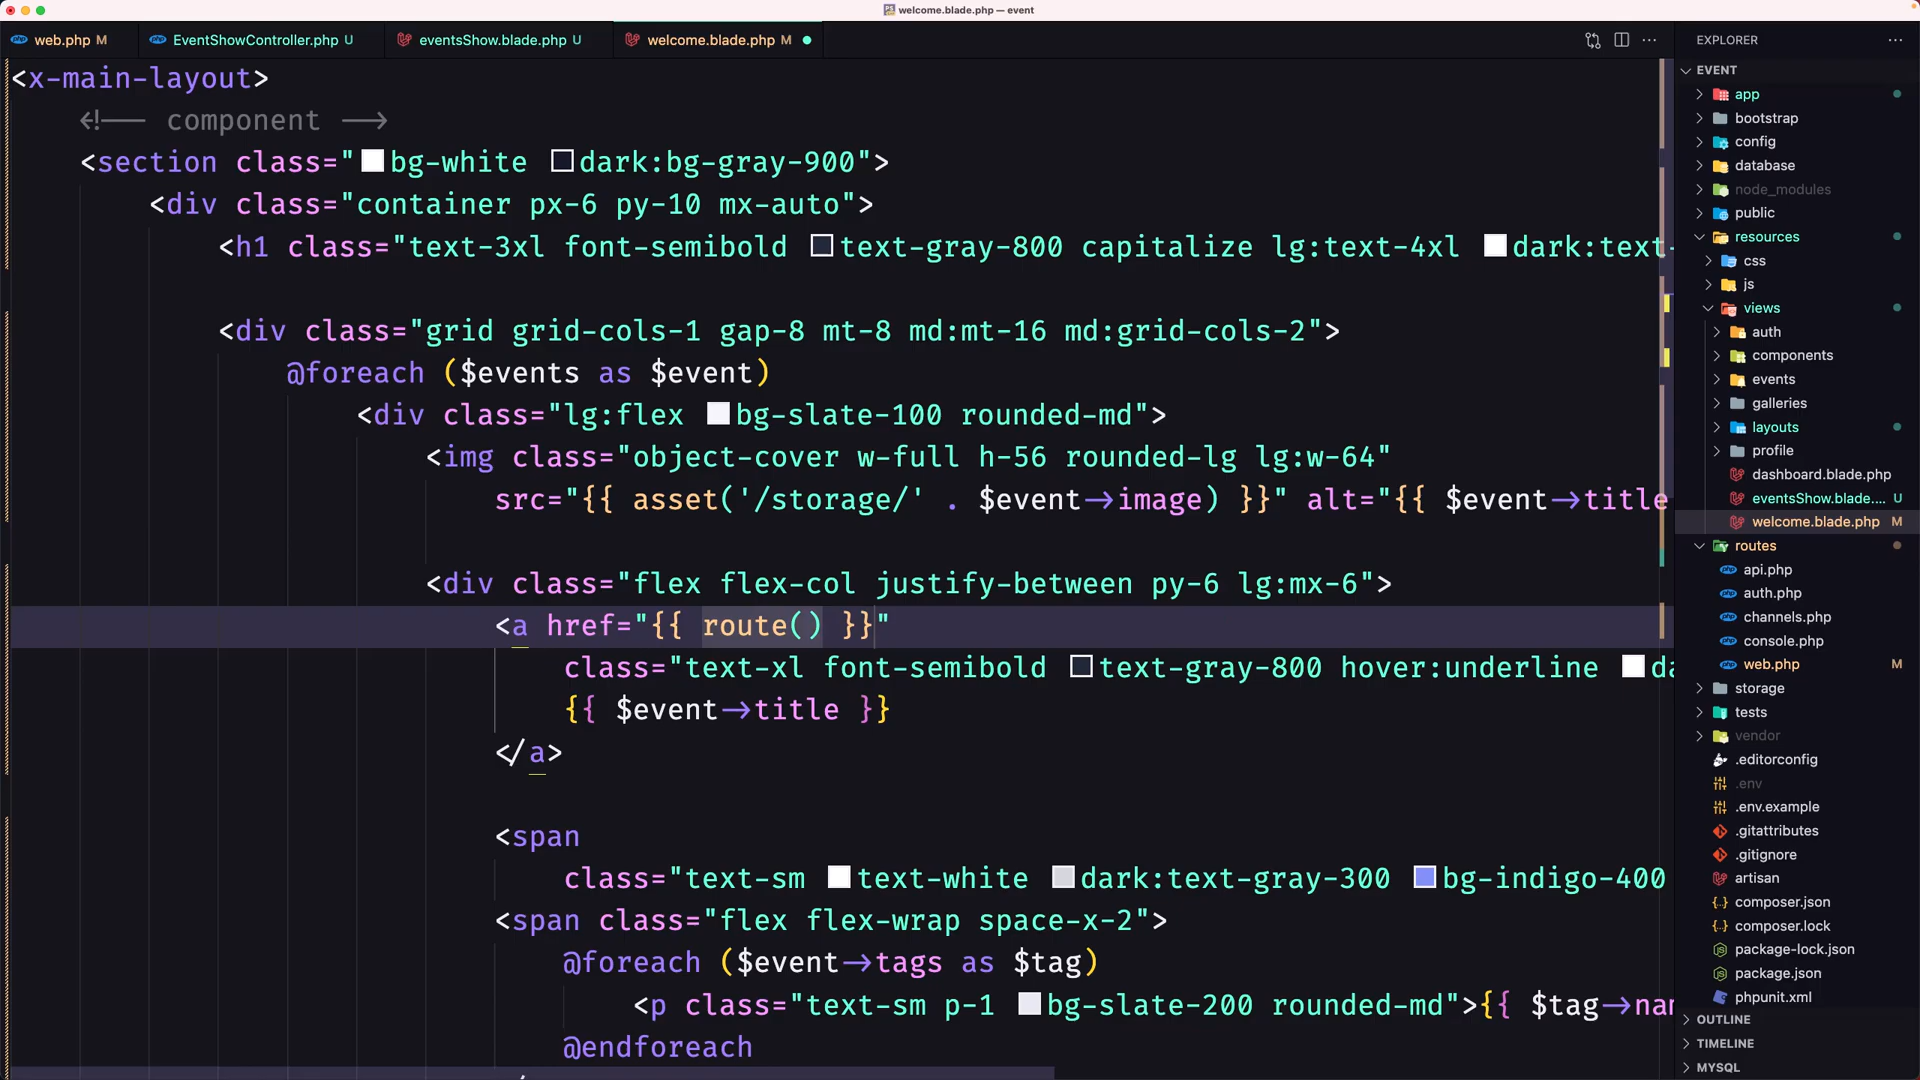 welcome.blade.php — event
web.php M
EventShowController.php U
eventsShow.blade.php U
welcome.blade.php M
<x-main-layout>
<!-- component -->
<section class="bg-white dark:bg-gray-900">
<div class="container px-6 py-10 mx-auto">
<h1 class="text-3xl font-semibold text-gray-800 capitalize lg:text-4xl dark:text-
<div class="grid grid-cols-1 gap-8 mt-8 md:mt-16 md:grid-cols-2">
@foreach ($events as $event)
<div class="lg:flex bg-slate-100 rounded-md">
<img class="object-cover w-full h-56 rounded-lg lg:w-64"
src="{{ asset('/storage/' . $event->image) }}" alt="{{ $event->title
<div class="flex flex-col justify-between py-6 lg:mx-6">
<a href="{{ route() }}"
class="text-xl font-semibold text-gray-800 hover:underline da
{{ $event->title }}
</a>
<span
class="text-sm text-white dark:text-gray-300 bg-indigo-400
<span class="flex flex-wrap space-x-2">
@foreach ($event->tags as $tag)
<p class="text-sm p-1 bg-slate-200 rounded-md">{{ $tag->nam
@endforeach
EXPLORER
EVENT
app
bootstrap
config
database
node_modules
public
resources
css
js
views
auth
components
events
galleries
layouts
profile
dashboard.blade.php
eventsShow.blade.... U
welcome.blade.php M
routes
api.php
auth.php
channels.php
console.php
web.php M
storage
tests
vendor
.editorconfig
.env
.env.example
.gitattributes
.gitignore
artisan
composer.json
composer.lock
package-lock.json
package.json
phpunit.xml
OUTLINE
TIMELINE
MYSQL